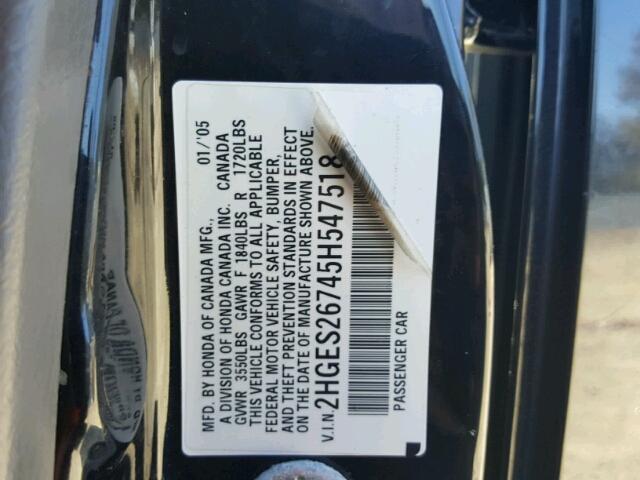 MFD. BY HONDA OF CANADA MFG., 01/'05
A DIVISION OF HONDA CANADA INC. CANADA
GVWR 3550LBS GAWR F 1840LBS R 1720LBS
THIS VEHICLE CONFORMS TO ALL APPLICABLE
FEDERAL MOTOR VEHICLE SAFETY, BUMPER,
AND THEFT PREVENTION STANDARDS IN EFFECT
ON THE DATE OF MANUFACTURE SHOWN ABOVE.
V.I.N. 2HGES26745H547518
PASSENGER CAR